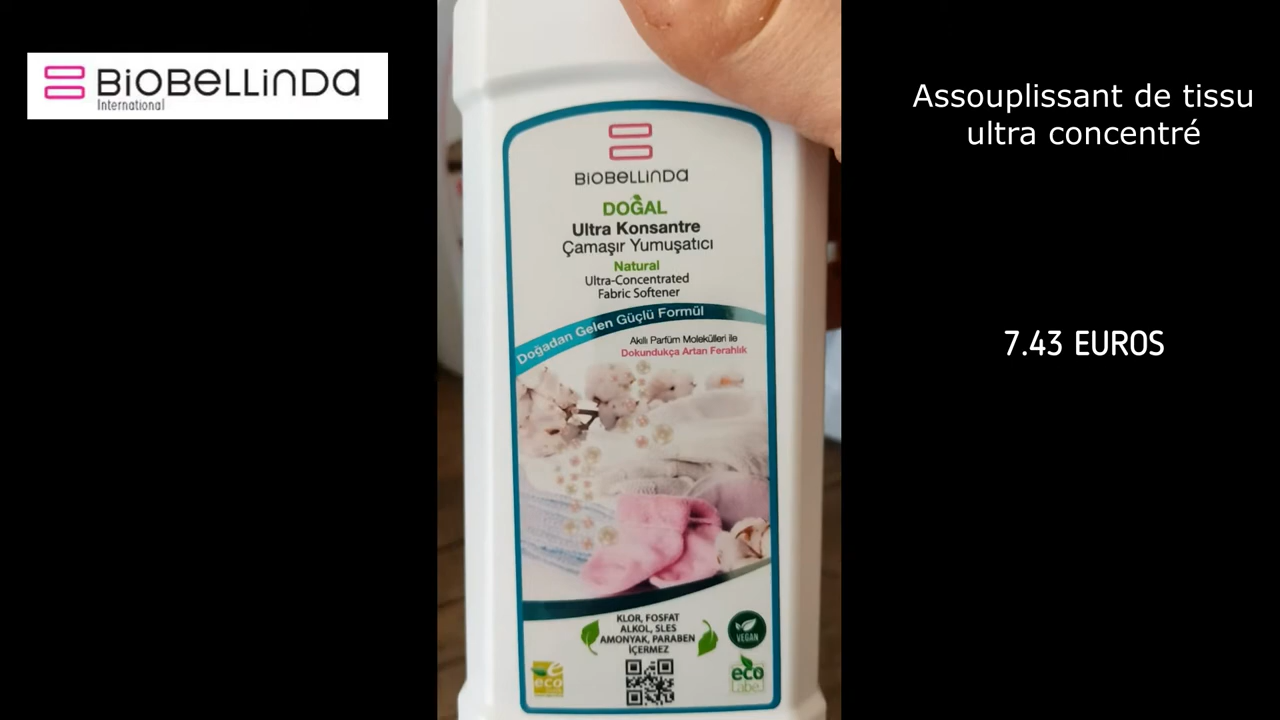 BiOBELLiNDA
International
BiOBELLiNDA
DOĞAL
Ultra Konsantre
Çamaşır Yumuşatıcı
Natural
Ultra-Concentrated
Fabric Softener
Doğadan Gelen Güçlü Formül
Akıllı Parfüm Molekülleri ile
Dokundukça Artan Ferahlık
KLOR, FOSFAT
ALKOL, SLES
AMONYAK, PARABEN
İÇERMEZ
VEGAN
eco
eco
Label
Assouplissant de tissu
ultra concentré
7.43 EUROS